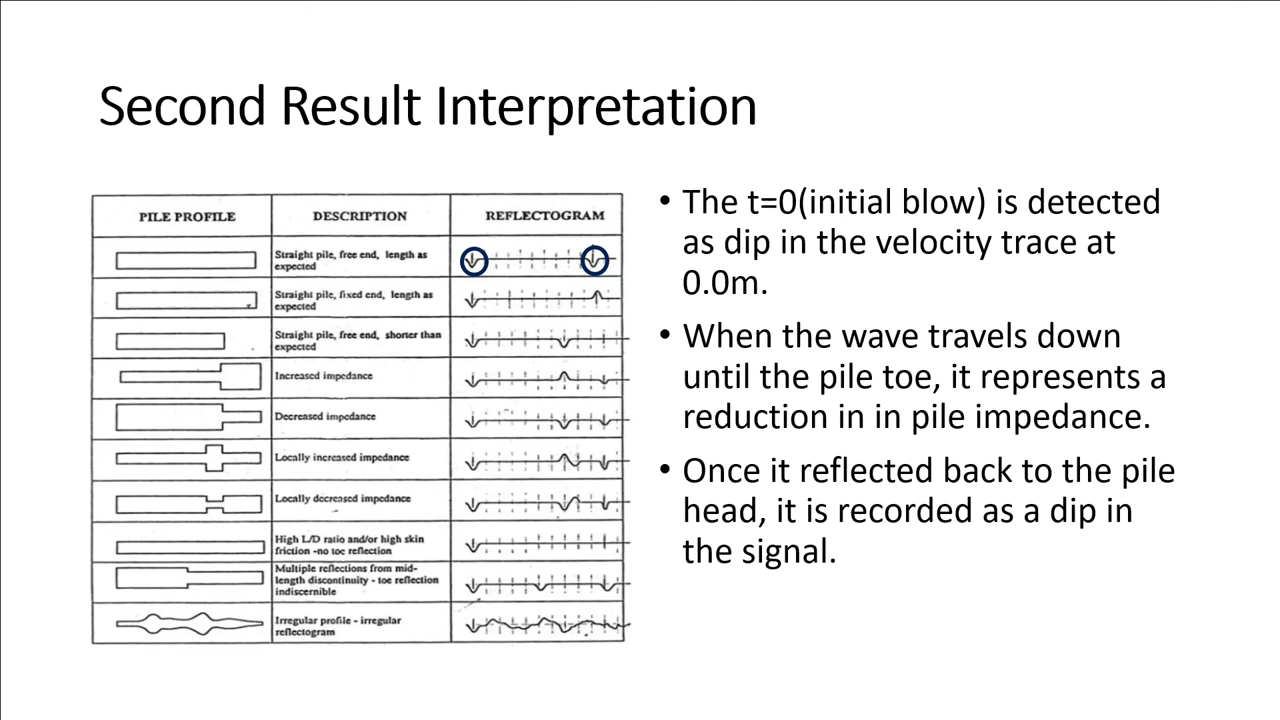 Second Result Interpretation
PILE PROFILE DESCRIPTION REFLECTOGRAM
Straight pile, free end, length as
expected
Straight pile, fixed end, length as
expected
Straight pile, free end, shorter than
expected
Increased impedance
Decreased impedance
Locally increased impedance
Locally decreased impedance
High L/D ratio and/or high skin
friction -no toe reflection
Multiple reflections from mid-
length discontinuity - toe reflection
indiscernible
Irregular profile - irregular
reflectogram
• The t=0(initial blow) is detected
as dip in the velocity trace at
0.0m.
• When the wave travels down
until the pile toe, it represents a
reduction in in pile impedance.
• Once it reflected back to the pile
head, it is recorded as a dip in
the signal.